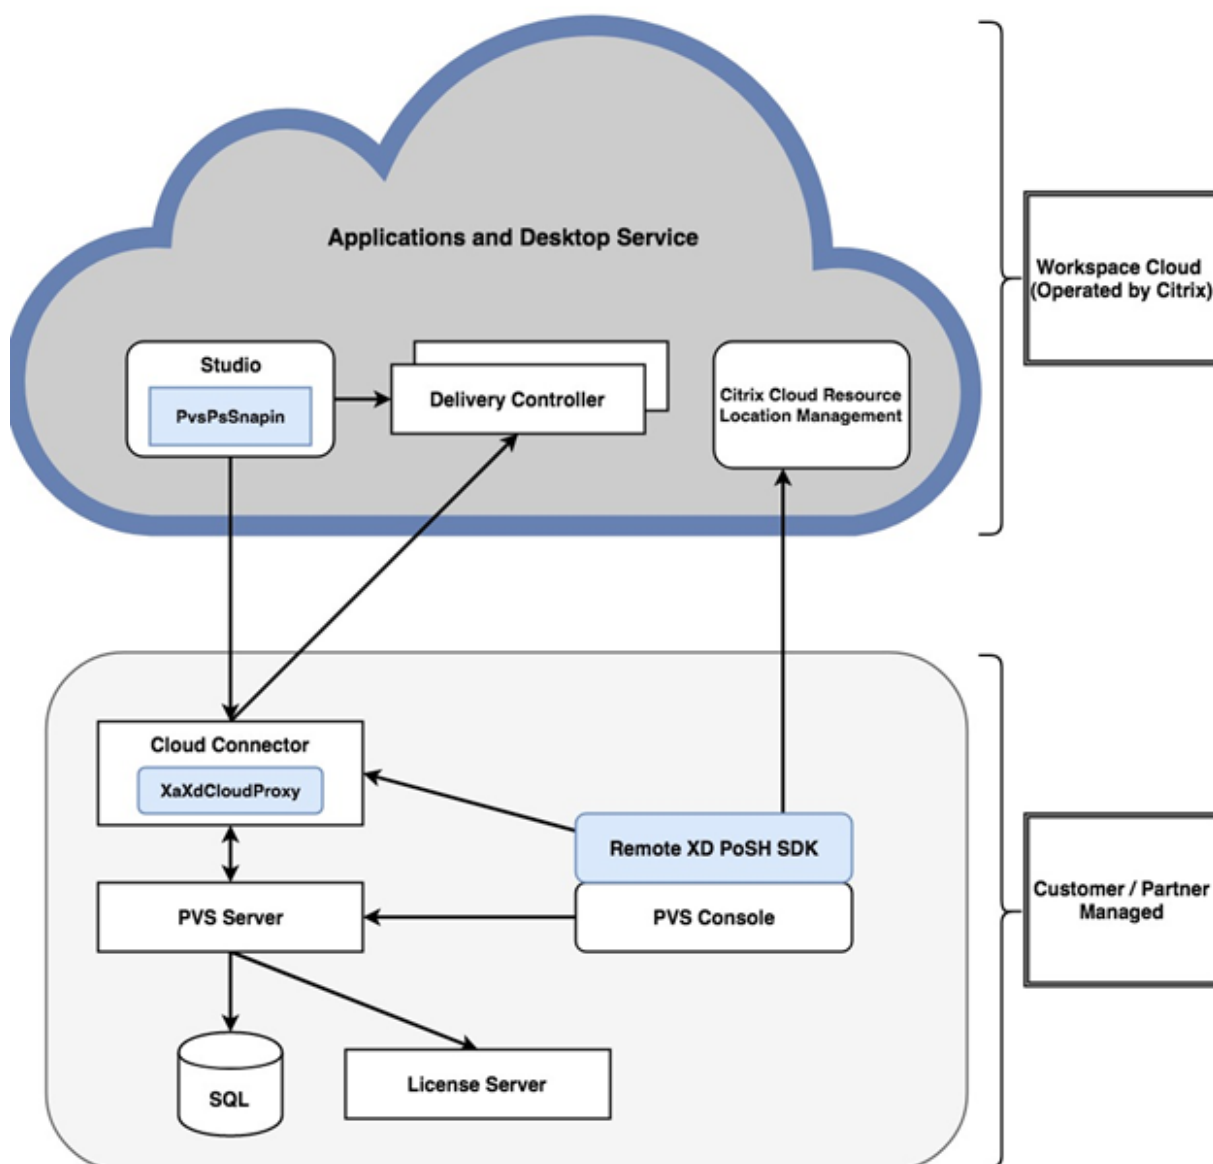 Applications and Desktop Service
Workspace Cloud
(Operated by Citrix)
Studio
PvsPsSnapin
Delivery Controller
Citrix Cloud Resource
Location Management
Cloud Connector
XaXdCloudProxy
Remote XD PoSH SDK
PVS Server
PVS Console
Customer / Partner
Managed
SQL
License Server